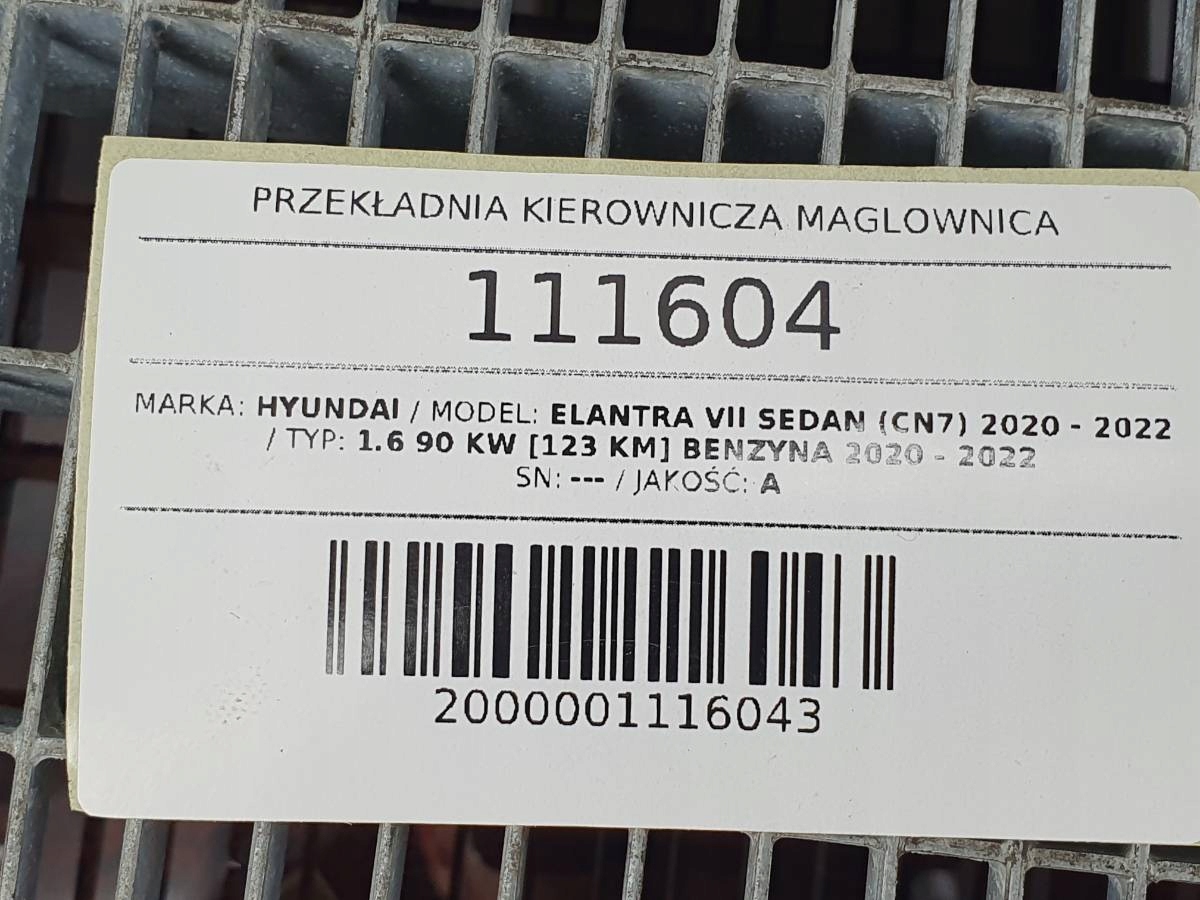 PRZEKŁADNIA KIEROWNICZA MAGLOWNICA
111604
MARKA: HYUNDAI / MODEL: ELANTRA VII SEDAN (CN7) 2020 - 2022
/ TYP: 1.6 90 KW [123 KM] BENZYNA 2020 - 2022
SN: --- / JAKOŚĆ: A
2000001116043